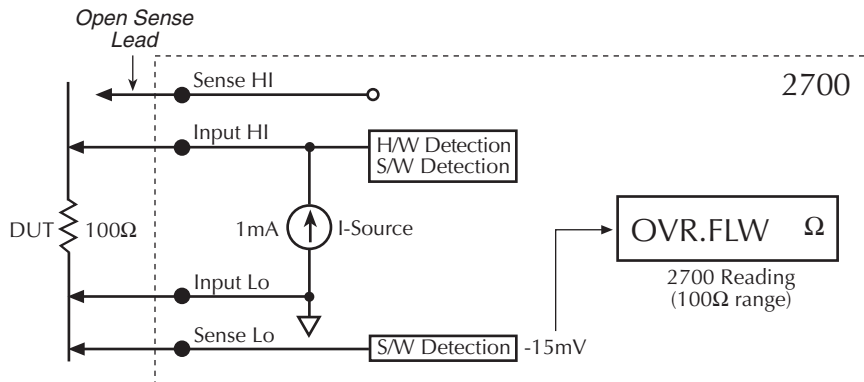 Open Sense
Lead
Sense HI
2700
Input HI
H/W Detection
S/W Detection
DUT
100Ω
1mA
I-Source
OVR.FLW Ω
2700 Reading
(100Ω range)
Input Lo
Sense Lo
S/W Detection
-15mV